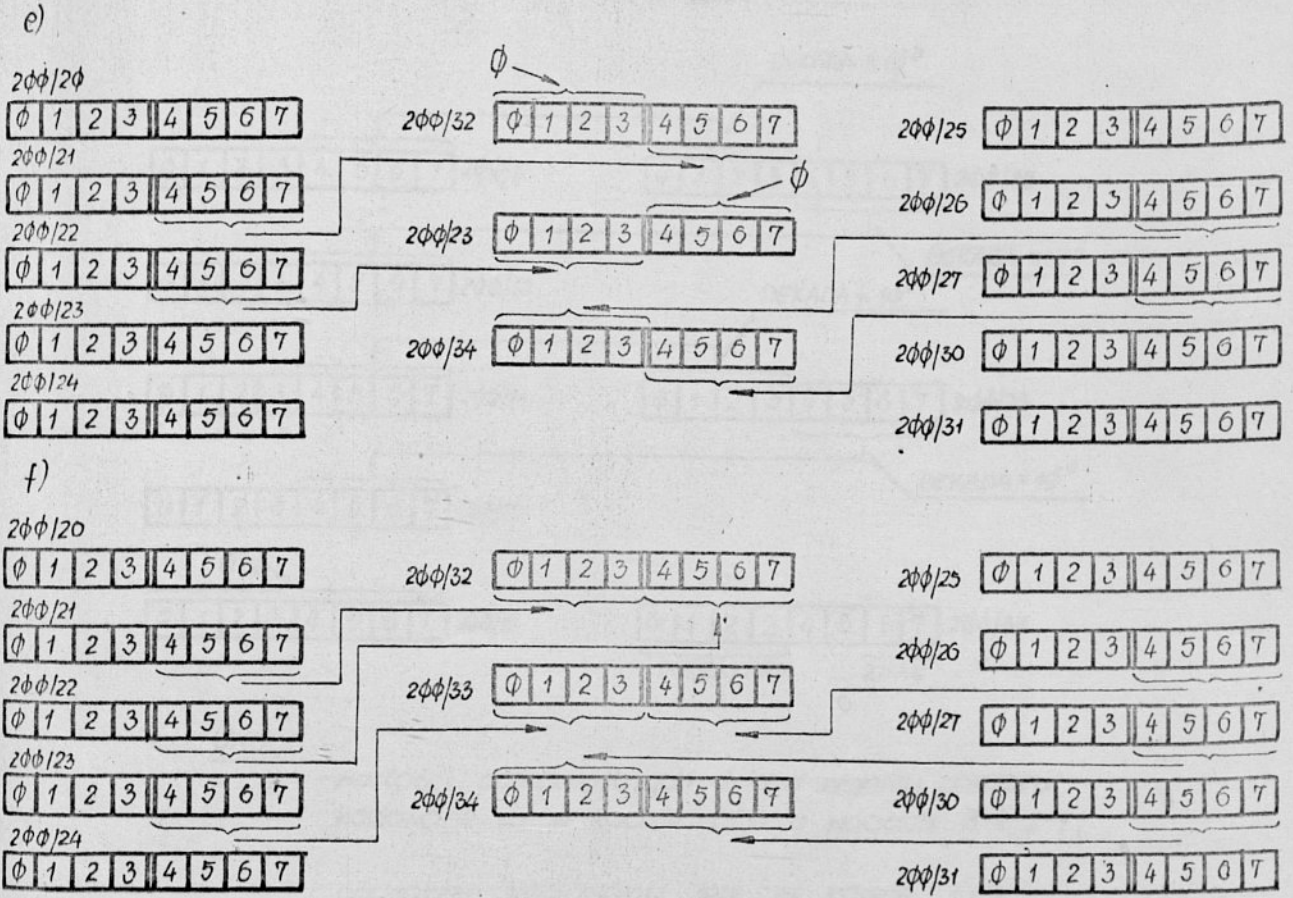 e)
2ϕϕ/2ϕ
ϕ 1 2 3 4 5 6 7
2ϕϕ/21
ϕ 1 2 3 4 5 6 7
2ϕϕ/22
ϕ 1 2 3 4 5 6 7
2ϕϕ/23
ϕ 1 2 3 4 5 6 7
2ϕϕ/24
ϕ 1 2 3 4 5 6 7
ϕ
2ϕϕ/32 ϕ 1 2 3 4 5 6 7
ϕ
2ϕϕ/23 ϕ 1 2 3 4 5 6 7
2ϕϕ/34 ϕ 1 2 3 4 5 6 7
2ϕϕ/25 ϕ 1 2 3 4 5 6 7
2ϕϕ/26 ϕ 1 2 3 4 5 6 7
2ϕϕ/27 ϕ 1 2 3 4 5 6 7
2ϕϕ/30 ϕ 1 2 3 4 5 6 7
2ϕϕ/31 ϕ 1 2 3 4 5 6 7
f)
2ϕϕ/20
ϕ 1 2 3 4 5 6 7
2ϕϕ/21
ϕ 1 2 3 4 5 6 7
2ϕϕ/22
ϕ 1 2 3 4 5 6 7
2ϕϕ/23
ϕ 1 2 3 4 5 6 7
2ϕϕ/24
ϕ 1 2 3 4 5 6 7
2ϕϕ/32 ϕ 1 2 3 4 5 6 7
2ϕϕ/33 ϕ 1 2 3 4 5 6 7
2ϕϕ/34 ϕ 1 2 3 4 5 6 7
2ϕϕ/25 ϕ 1 2 3 4 5 6 7
2ϕϕ/26 ϕ 1 2 3 4 5 6 7
2ϕϕ/27 ϕ 1 2 3 4 5 6 7
2ϕϕ/30 ϕ 1 2 3 4 5 6 7
2ϕϕ/31 ϕ 1 2 3 4 5 6 7